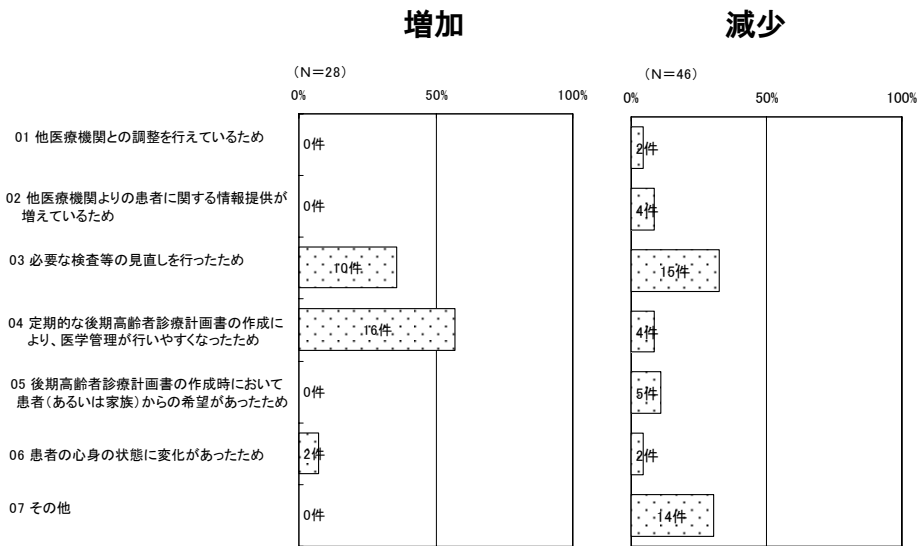 増加
減少
(N=28)
(N=46)
0%
50%
100%
0%
50%
100%
01 他医療機関との調整を行えているため
0件
2件
02 他医療機関よりの患者に関する情報提供が
増えているため
0件
4件
03 必要な検査等の見直しを行ったため
10件
15件
04 定期的な後期高齢者診療計画書の作成に
より、医学管理が行いやすくなったため
16件
4件
05 後期高齢者診療計画書の作成時において
患者(あるいは家族)からの希望があったため
0件
5件
06 患者の心身の状態に変化があったため
2件
2件
07 その他
0件
14件